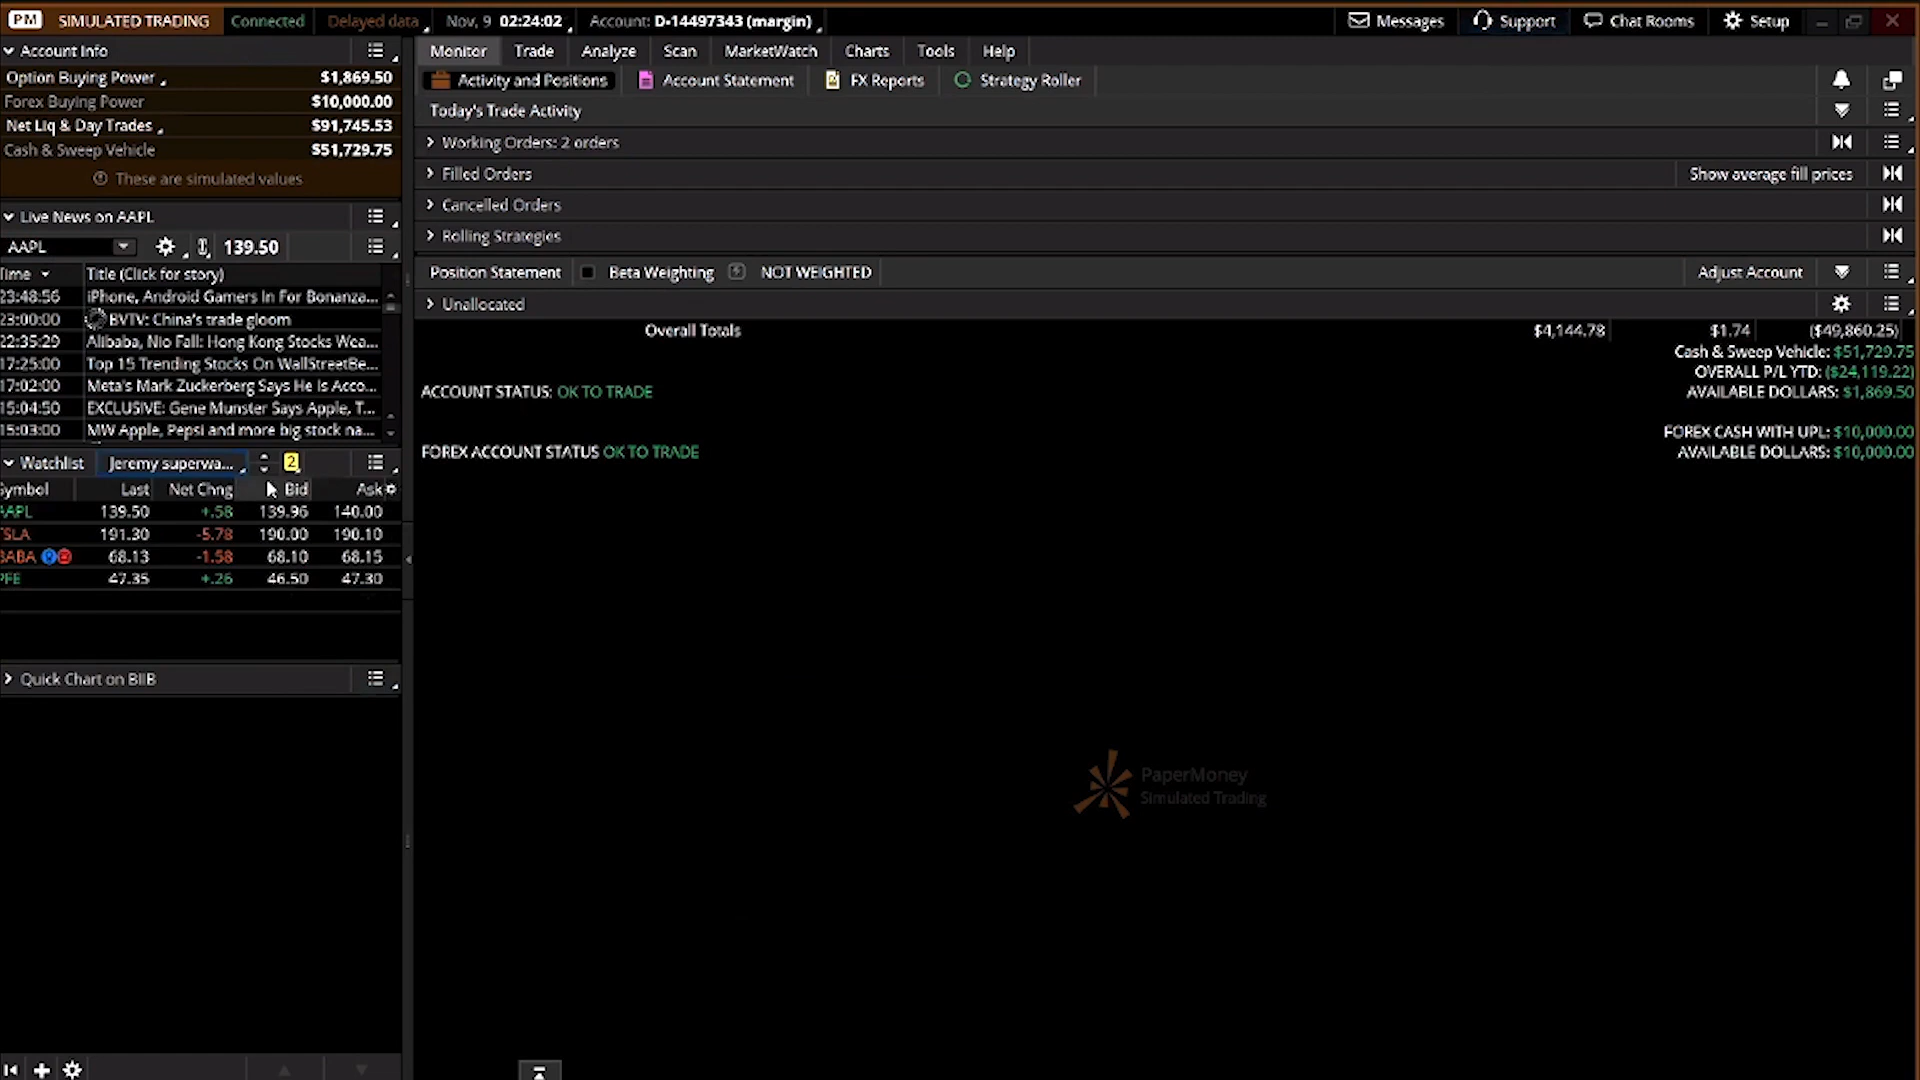 PM SIMULATED TRADING Connected Delayed data Nov, 9 02:24:02 Account: D-14497343 (margin) Messages Support Chat Rooms Setup
Account Info
Option Buying Power $1,869.50
Forex Buying Power $10,000.00
Net Liq & Day Trades $91,745.53
Cash & Sweep Vehicle $51,729.75
These are simulated values
Live News on AAPL
AAPL 139.50
Time Title (Click for story)
23:48:56 iPhone, Android Gamers In For Bonanza...
23:00:00 BVTV: China's trade gloom
22:35:29 Alibaba, Nio Fall: Hong Kong Stocks Wea...
17:25:00 Top 15 Trending Stocks On WallStreetBe...
17:02:00 Meta's Mark Zuckerberg Says He Is Acco...
15:04:50 EXCLUSIVE: Gene Munster Says Apple, T...
15:03:00 MW Apple, Pepsi and more big stock na...
Watchlist Jeremy superwa... 2
Symbol Last Net Chng Bid Ask
AAPL 139.50 +.58 139.96 140.00
TSLA 191.30 -5.78 190.00 190.10
BABA 68.13 -1.58 68.10 68.15
PFE 47.35 +.26 46.50 47.30
Quick Chart on BIIB
Monitor Trade Analyze Scan MarketWatch Charts Tools Help
Activity and Positions Account Statement FX Reports Strategy Roller
Today's Trade Activity
Working Orders: 2 orders
Filled Orders Show average fill prices
Cancelled Orders
Rolling Strategies
Position Statement Beta Weighting NOT WEIGHTED Adjust Account
Unallocated
Overall Totals $4,144.78 $1.74 ($49,860.25)
Cash & Sweep Vehicle: $51,729.75
OVERALL P/L YTD: ($24,119.22)
ACCOUNT STATUS: OK TO TRADE AVAILABLE DOLLARS: $1,869.50
FOREX CASH WITH UPL: $10,000.00
FOREX ACCOUNT STATUS OK TO TRADE AVAILABLE DOLLARS: $10,000.00
PaperMoney
Simulated Trading